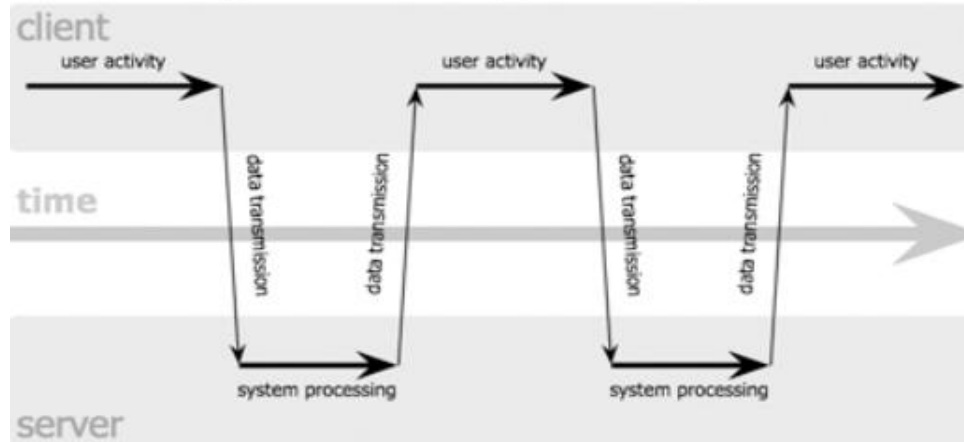 client
user activity
user activity
user activity
data transmission
data transmission
data transmission
data transmission
time
system processing
system processing
server